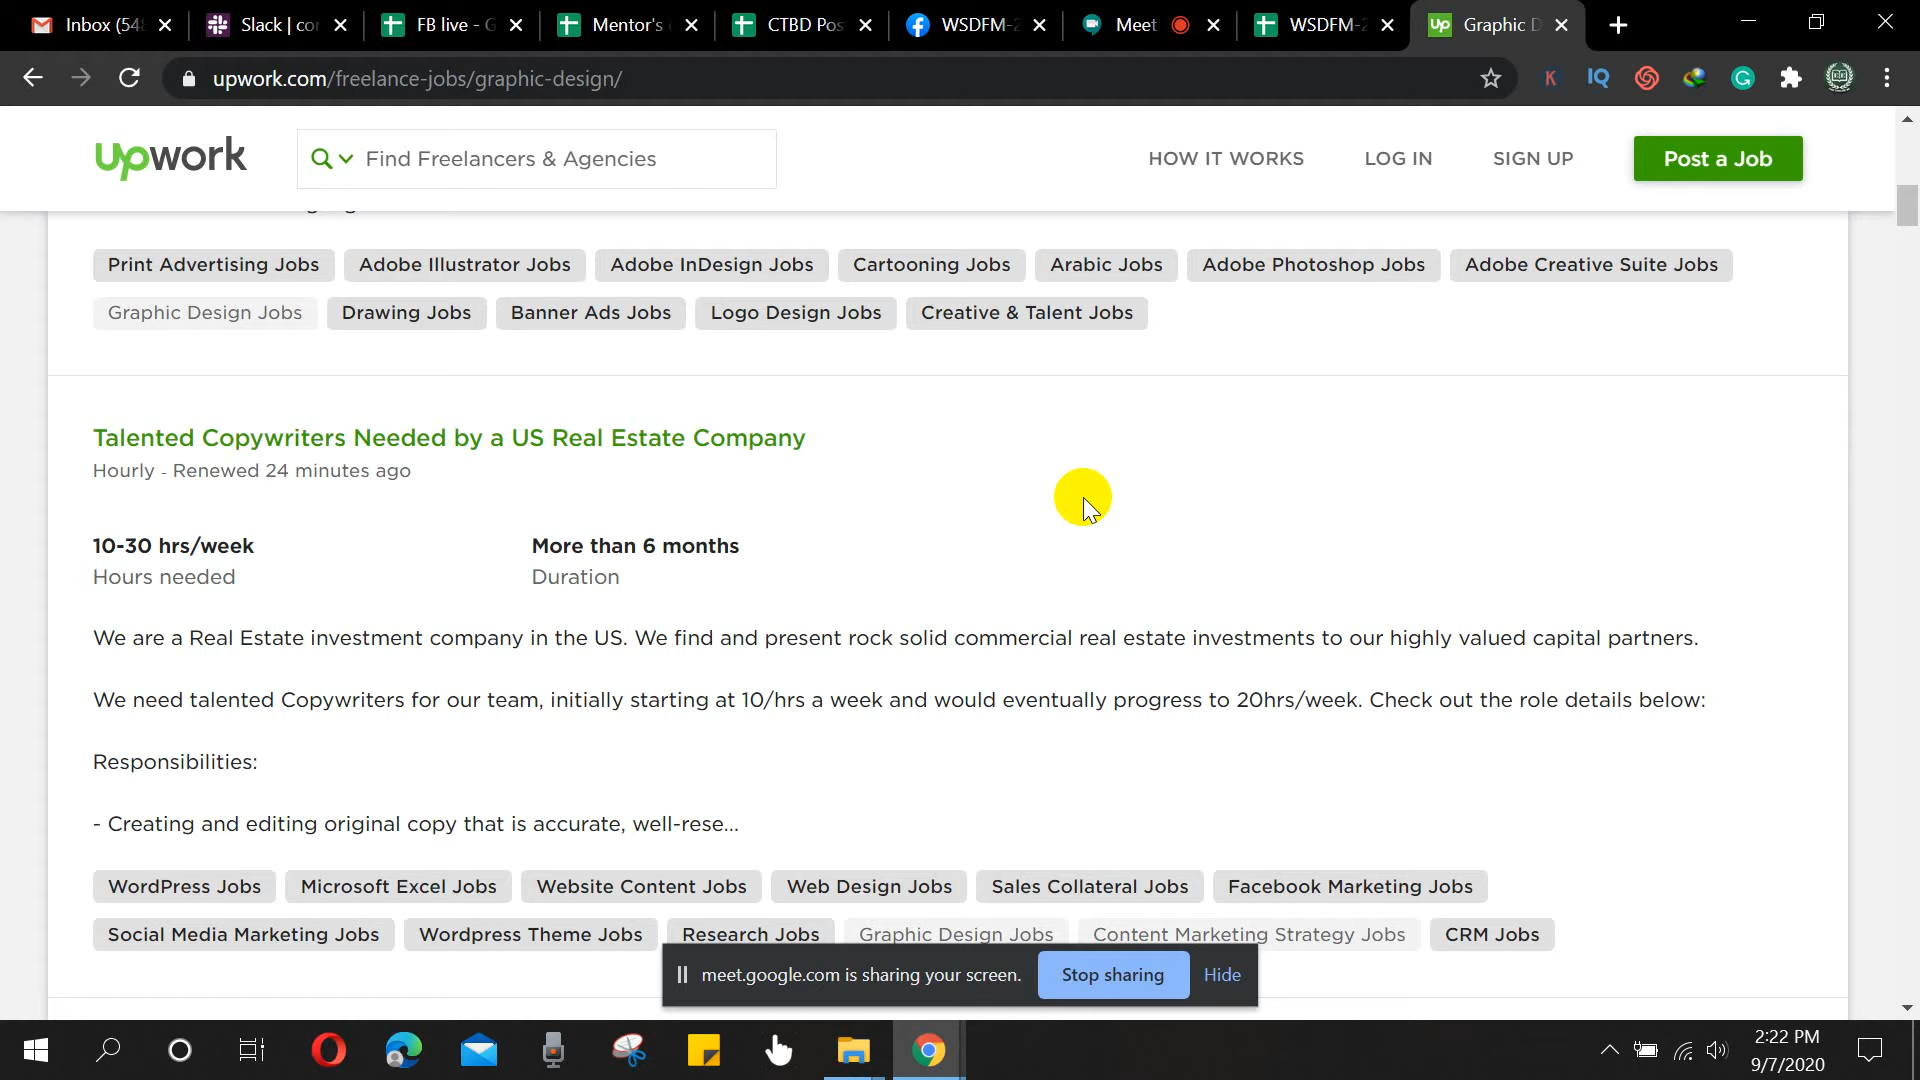 Inbox (548
Slack | co
FB live - G
Mentor's
CTBD Pos
WSDFM-2
Meet
WSDFM-2
Up Graphic D
upwork.com/freelance-jobs/graphic-design/
K IQ G
upwork
Find Freelancers & Agencies
HOW IT WORKS
LOG IN
SIGN UP
Post a Job
Print Advertising Jobs Adobe Illustrator Jobs Adobe InDesign Jobs Cartooning Jobs Arabic Jobs Adobe Photoshop Jobs Adobe Creative Suite Jobs
Graphic Design Jobs Drawing Jobs Banner Ads Jobs Logo Design Jobs Creative & Talent Jobs
Talented Copywriters Needed by a US Real Estate Company
Hourly - Renewed 24 minutes ago
10-30 hrs/week
Hours needed
More than 6 months
Duration
We are a Real Estate investment company in the US. We find and present rock solid commercial real estate investments to our highly valued capital partners.
We need talented Copywriters for our team, initially starting at 10/hrs a week and would eventually progress to 20hrs/week. Check out the role details below:
Responsibilities:
- Creating and editing original copy that is accurate, well-rese...
WordPress Jobs Microsoft Excel Jobs Website Content Jobs Web Design Jobs Sales Collateral Jobs Facebook Marketing Jobs
Social Media Marketing Jobs Wordpress Theme Jobs Research Jobs Graphic Design Jobs Content Marketing Strategy Jobs CRM Jobs
meet.google.com is sharing your screen. Stop sharing Hide
2:22 PM
9/7/2020